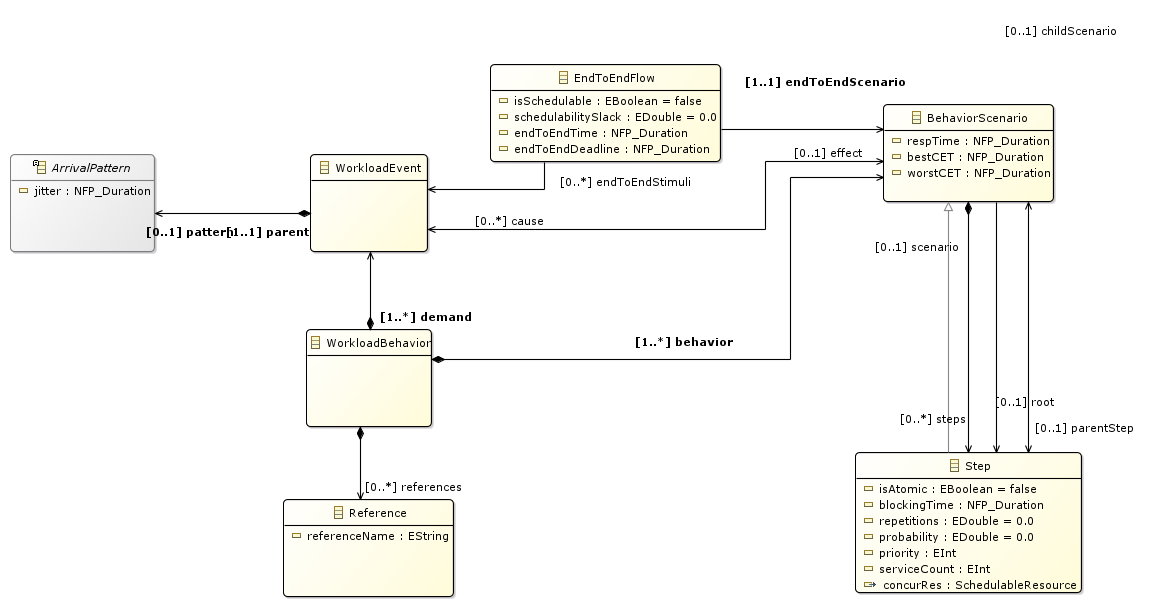 [0..1] childScenario
EndToEndFlow
isSchedulable : EBoolean = false
schedulabilitySlack : EDouble = 0.0
endToEndTime : NFP_Duration
endToEndDeadline : NFP_Duration
[1..1] endToEndScenario
BehaviorScenario
respTime : NFP_Duration
bestCET : NFP_Duration
worstCET : NFP_Duration
[0..1] effect
ArrivalPattern
jitter : NFP_Duration
WorkloadEvent
[0..*] endToEndStimuli
[0..*] cause
[0..1] pattern
[1..1] parent
[0..1] scenario
[1..*] demand
WorkloadBehavior
[1..*] behavior
[0..1] root
[0..*] steps
[0..1] parentStep
[0..*] references
Reference
referenceName : EString
Step
isAtomic : EBoolean = false
blockingTime : NFP_Duration
repetitions : EDouble = 0.0
probability : EDouble = 0.0
priority : EInt
serviceCount : EInt
concurRes : SchedulableResource